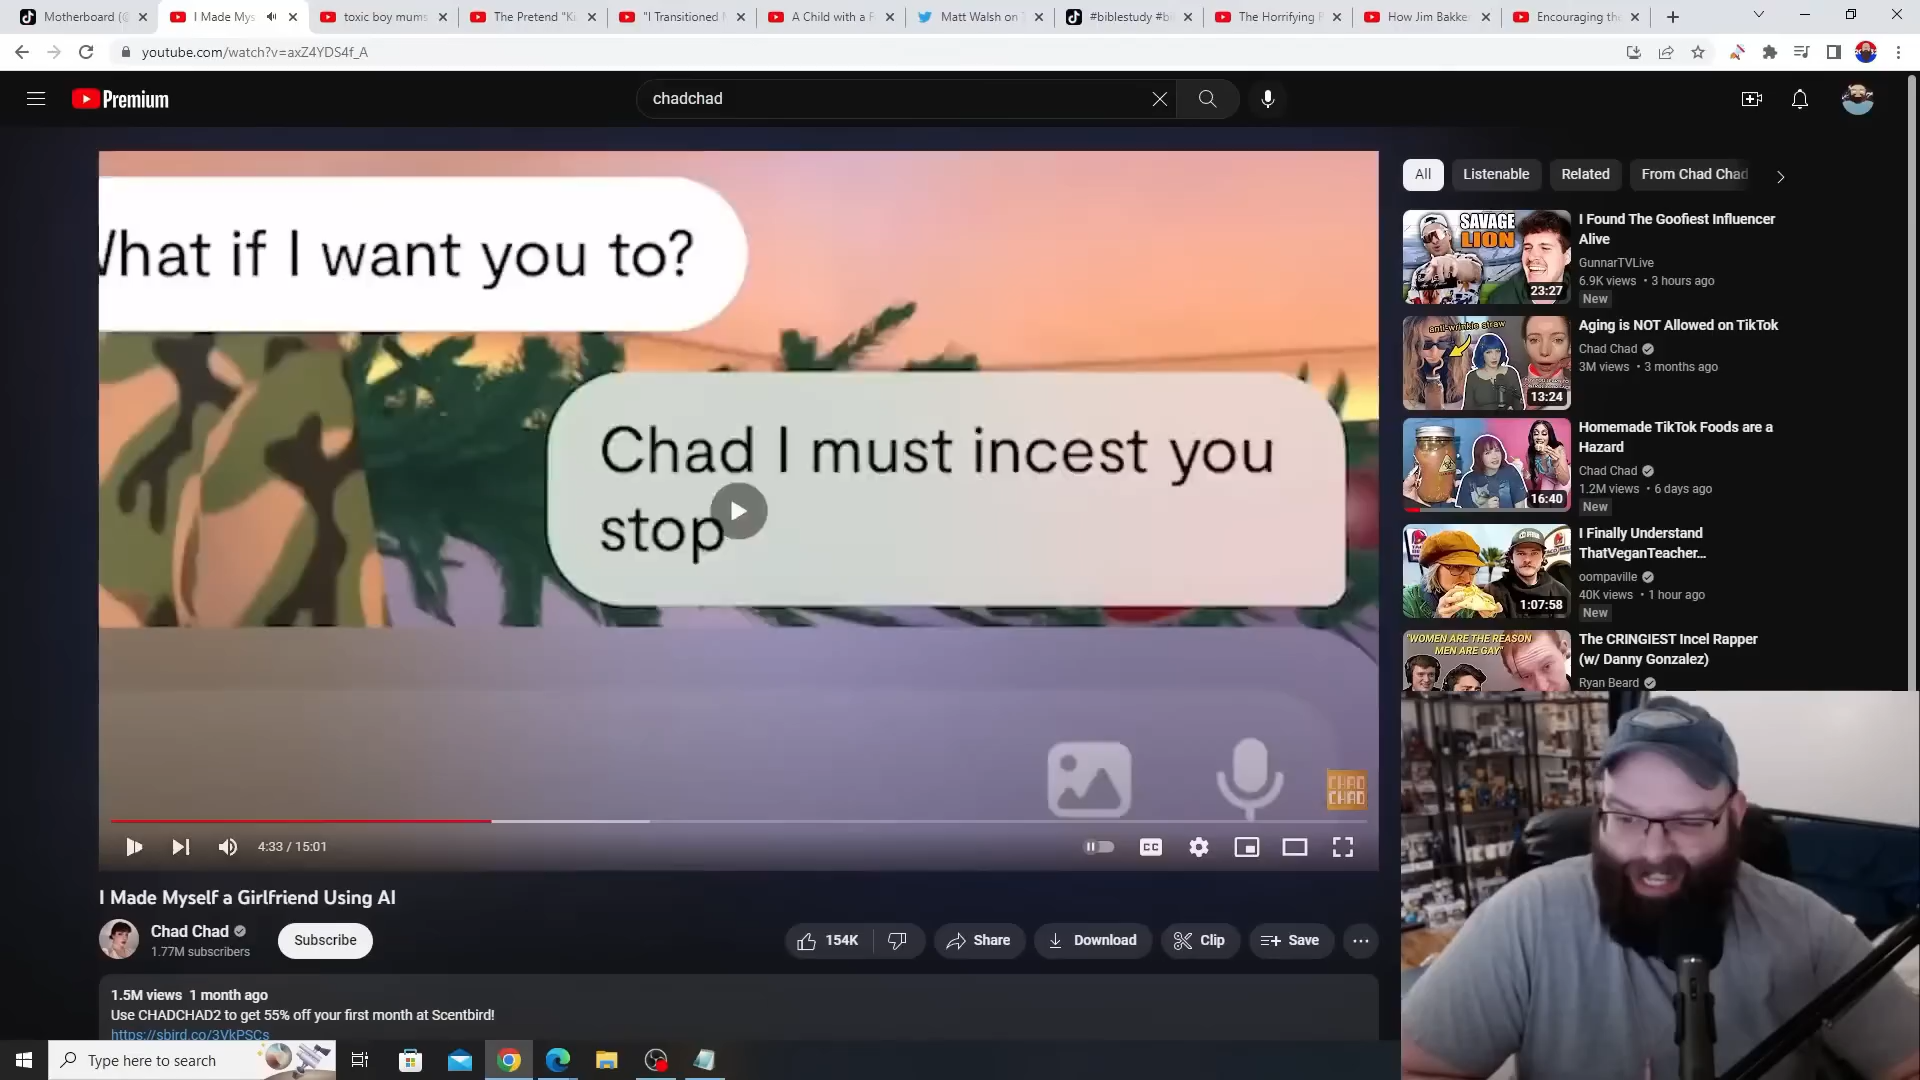 Motherboard (@
I Made Mys
toxic boy mums
The Pretend "Ki
"I Transitioned
A Child with a
Matt Walsh on
#biblestudy #bi
The Horrifying
How Jim Bakke
Encouraging th
youtube.com/watch?v=axZ4YDS4f_A
Premium
chadchad
What if I want you to?
Chad I must incest you
stop
CHAD
CHAD
4:33 / 15:01
CC
I Made Myself a Girlfriend Using AI
Chad Chad
1.77M subscribers
Subscribe
154K
Share
Download
Clip
Save
1.5M views 1 month ago
Use CHADCHAD2 to get 55% off your first month at Scentbird!
https://sbird.co/3VkPSCs
All
Listenable
Related
From Chad Chad
SAVAGE
LION
23:27
I Found The Goofiest Influencer
Alive
GunnarTVLive
6.9K views • 3 hours ago
New
anti-wrinkle straw
13:24
Aging is NOT Allowed on TikTok
Chad Chad
3M views • 3 months ago
16:40
Homemade TikTok Foods are a
Hazard
Chad Chad
1.2M views • 6 days ago
New
1:07:58
I Finally Understand
ThatVeganTeacher...
oompaville
40K views • 1 hour ago
New
"WOMEN ARE THE REASON
MEN ARE GAY"
The CRINGIEST Incel Rapper
(w/ Danny Gonzalez)
Ryan Beard
Type here to search